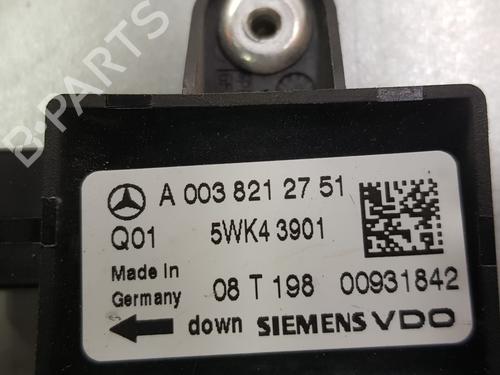 A 003 821 27 51
Q01 5WK4 3901
Made In
Germany 08 T 198 00931842
down SIEMENS VDO
B-PARTS